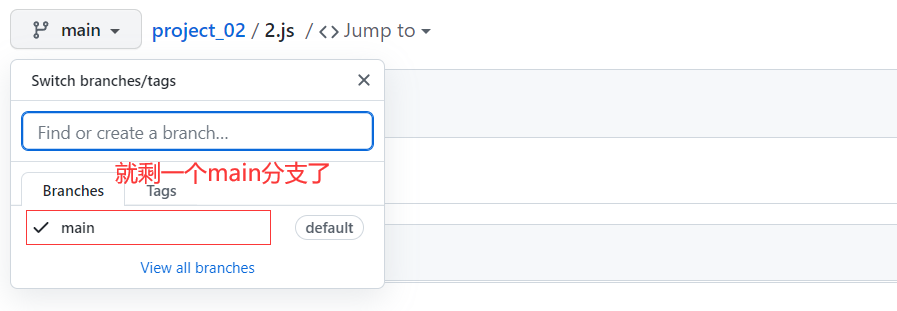 main project_02 / 2.js / <> Jump to
Switch branches/tags
Find or create a branch...
就剩一个main分支了
Branches Tags
main default
View all branches